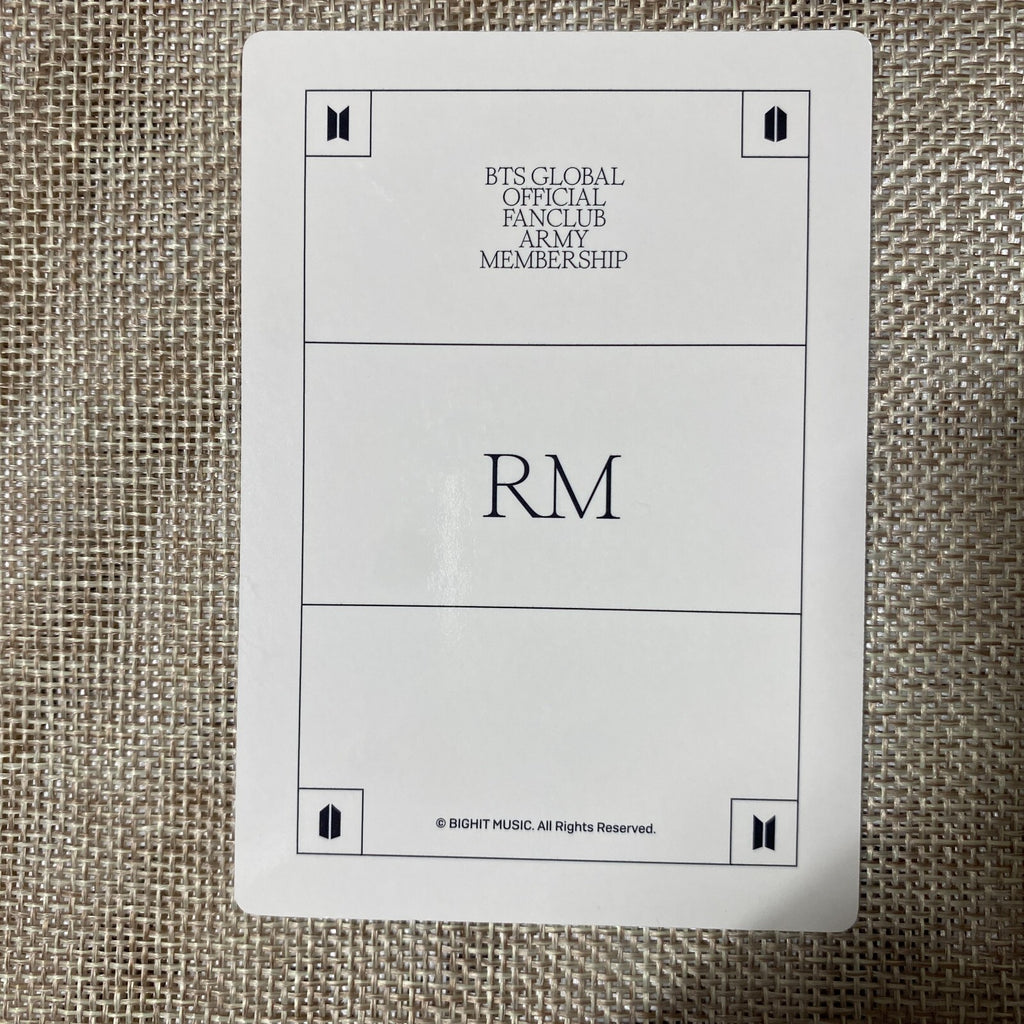 BTS GLOBAL
OFFICIAL
FANCLUB
ARMY
MEMBERSHIP
RM
© BIGHIT MUSIC. All Rights Reserved.